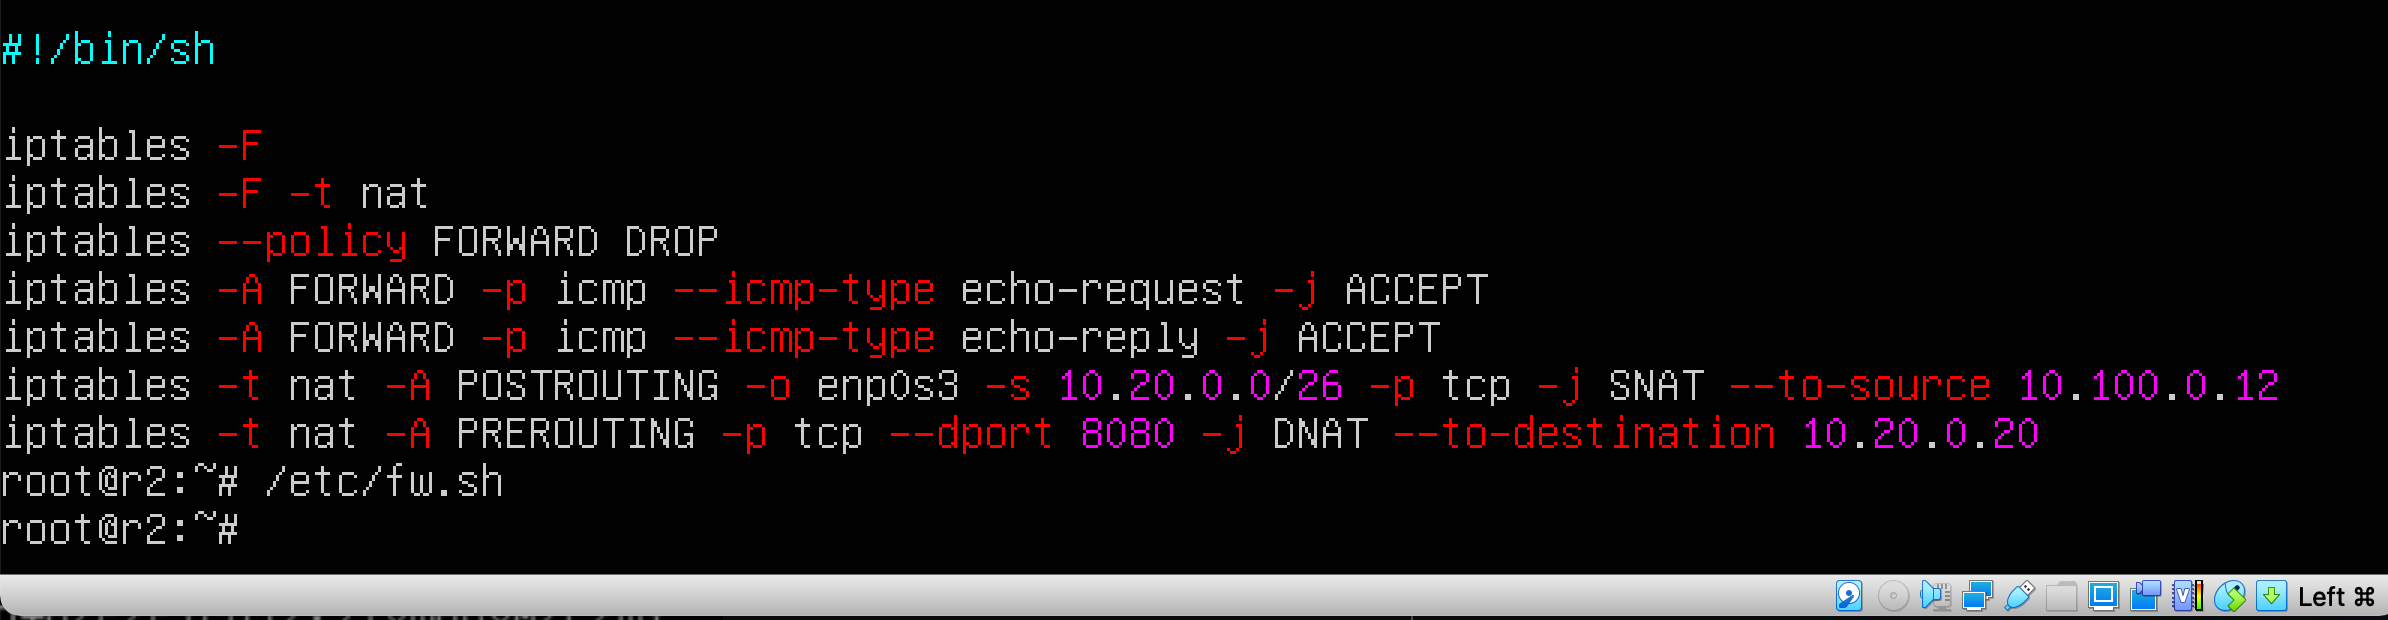 #!/bin/sh
iptables -F
iptables -F -t nat
iptables --policy FORWARD DROP
iptables -A FORWARD -p icmp --icmp-type echo-request -j ACCEPT
iptables -A FORWARD -p icmp --icmp-type echo-reply -j ACCEPT
iptables -t nat -A POSTROUTING -o enp0s3 -s 10.20.0.0/26 -p tcp -j SNAT --to-source 10.100.0.12
iptables -t nat -A PREROUTING -p tcp --dport 8080 -j DNAT --to-destination 10.20.0.20
root@r2:~# /etc/fw.sh
root@r2:~#
Left ⌘